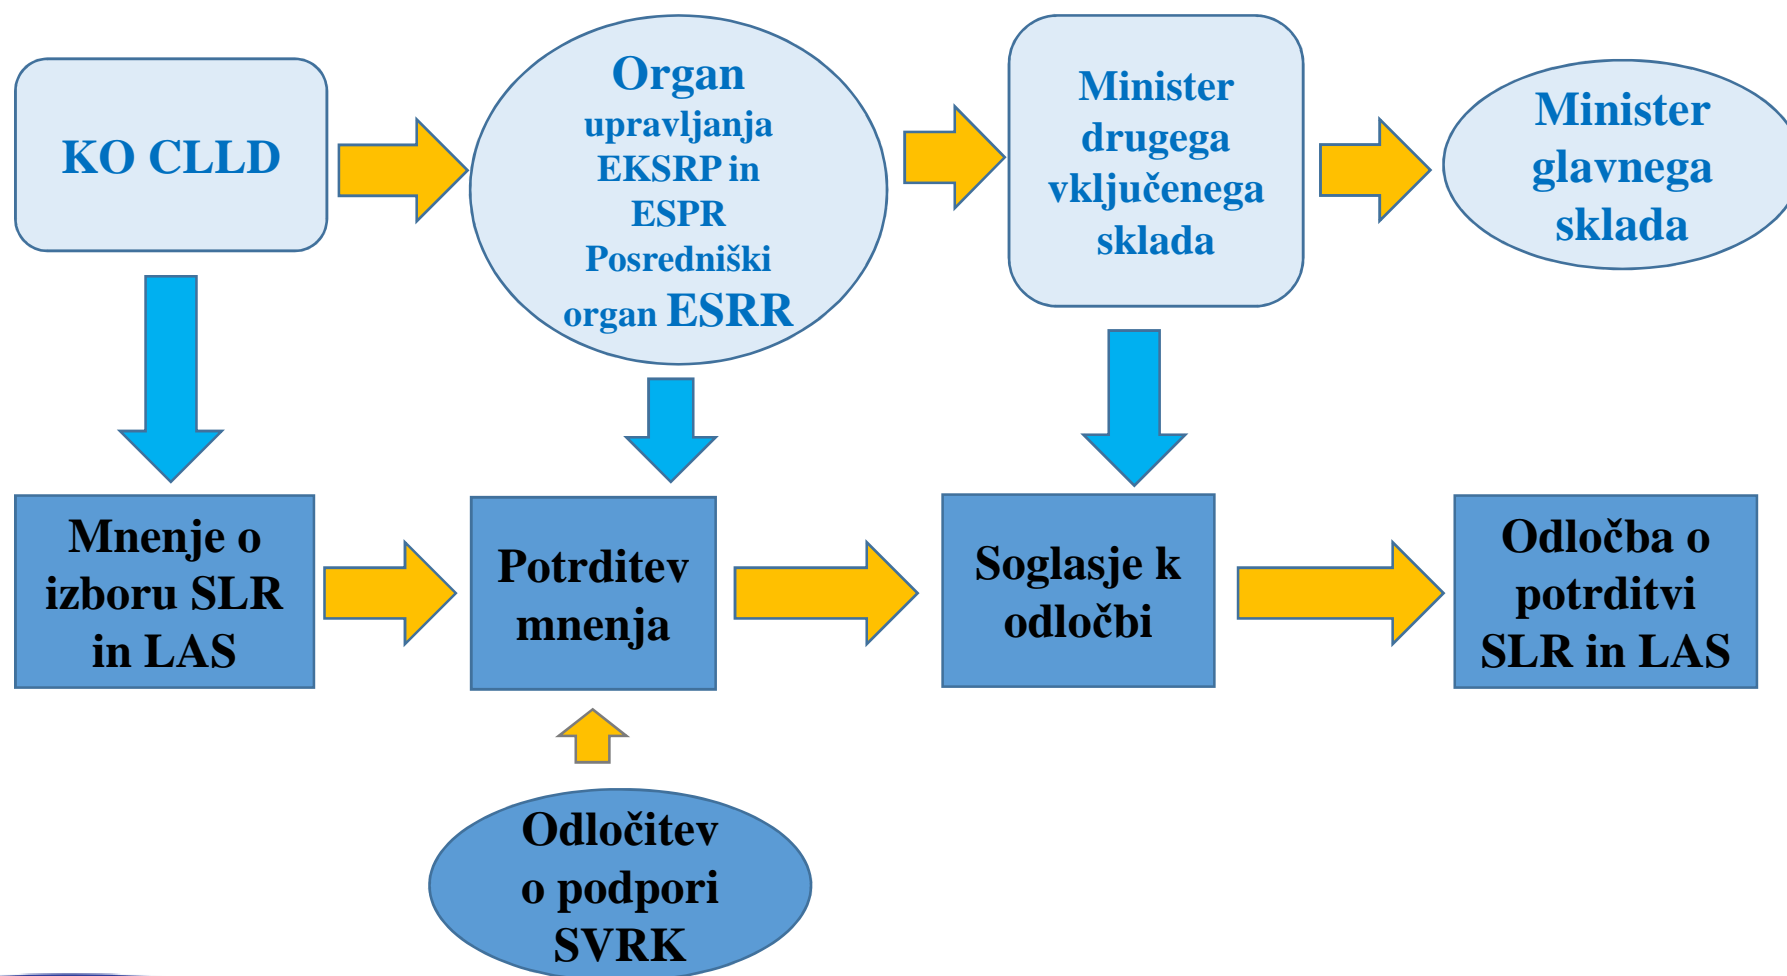 KO CLLD
Organ
upravljanja
EKSRP in
ESPR
Posredniški
organ ESRR
Minister
drugega
vključenega
sklada
Minister
glavnega
sklada
Mnenje o
izboru SLR
in LAS
Potrditev
mnenja
Soglasje k
odločbi
Odločba o
potrditvi
SLR in LAS
Odločitev
o podpori
SVRK